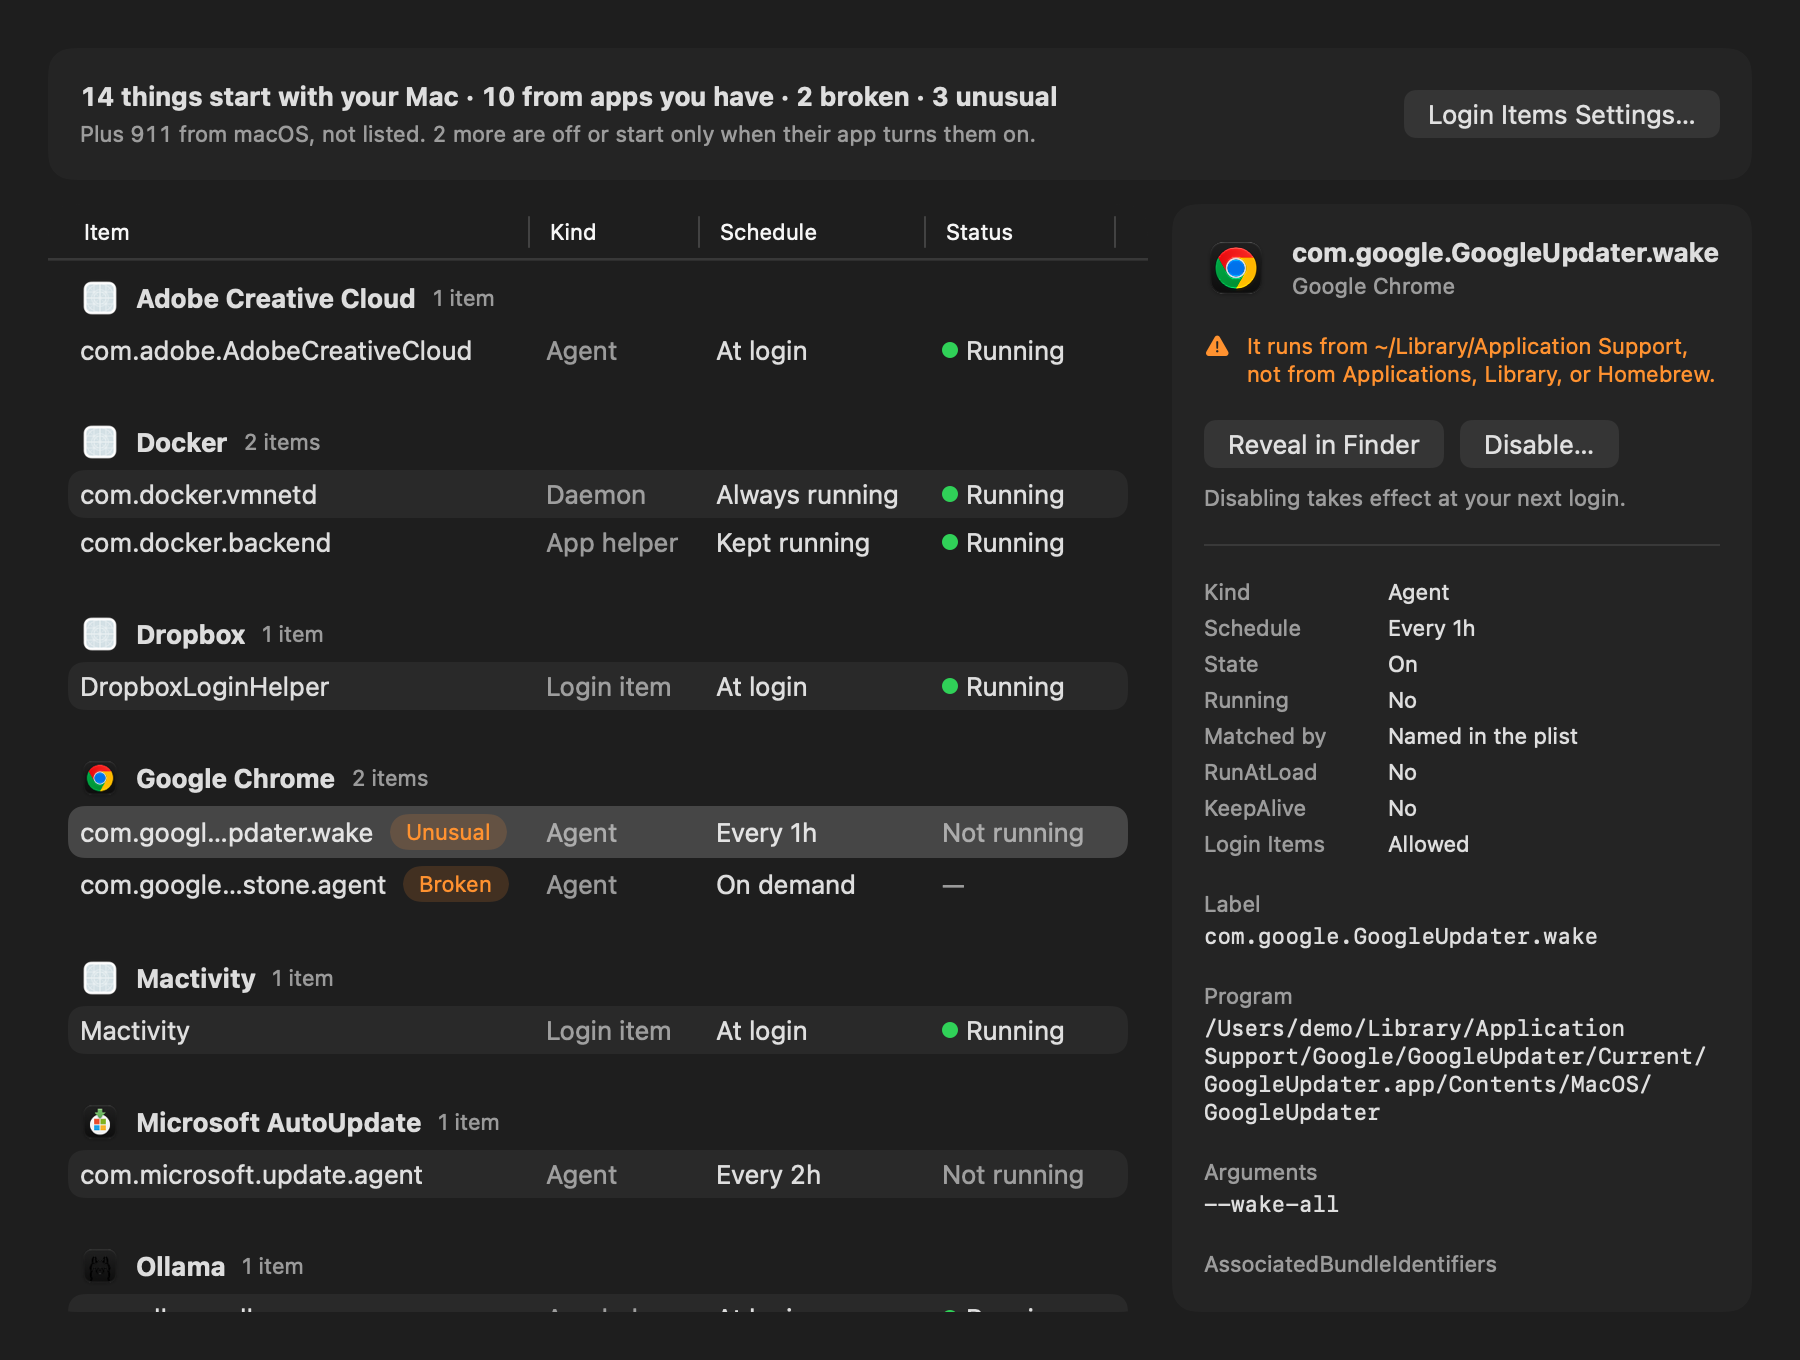 14 things start with your Mac · 10 from apps you have · 2 broken · 3 unusual
Plus 911 from macOS, not listed. 2 more are off or start only when their app turns them on.
Login Items Settings...
Item Kind Schedule Status
Adobe Creative Cloud 1 item
com.adobe.AdobeCreativeCloud Agent At login Running
Docker 2 items
com.docker.vmnetd Daemon Always running Running
com.docker.backend App helper Kept running Running
Dropbox 1 item
DropboxLoginHelper Login item At login Running
Google Chrome 2 items
com.googl...pdater.wake Unusual Agent Every 1h Not running
com.google...stone.agent Broken Agent On demand —
Mactivity 1 item
Mactivity Login item At login Running
Microsoft AutoUpdate 1 item
com.microsoft.update.agent Agent Every 2h Not running
Ollama 1 item
com.google.GoogleUpdater.wake
Google Chrome
It runs from ~/Library/Application Support,
not from Applications, Library, or Homebrew.
Reveal in Finder Disable...
Disabling takes effect at your next login.
Kind Agent
Schedule Every 1h
State On
Running No
Matched by Named in the plist
RunAtLoad No
KeepAlive No
Login Items Allowed
Label
com.google.GoogleUpdater.wake
Program
/Users/demo/Library/Application
Support/Google/GoogleUpdater/Current/
GoogleUpdater.app/Contents/MacOS/
GoogleUpdater
Arguments
--wake-all
AssociatedBundleIdentifiers